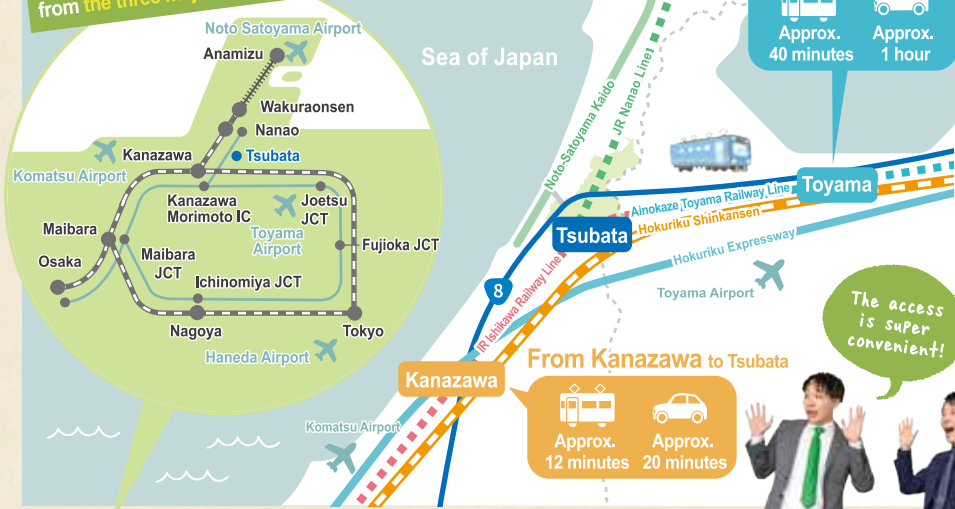 from the three
Noto Satoyama Airport
Anamizu
Wakuraonsen
Nanao
Kanazawa
Tsubata
Komatsu Airport
Kanazawa
Morimoto IC
Joetsu
JCT
Toyama
Airport
Maibara
Fujioka JCT
Osaka
Maibara
JCT
Ichinomiya JCT
Nagoya
Tokyo
Haneda Airport
Sea of Japan
Noto-Satoyama Kaido
JR Nanao Line
Approx.
40 minutes
Approx.
1 hour
Toyama
Ainokaze Toyama Railway Line
Tsubata
Hokuriku Shinkansen
Hokuriku Expressway
8
IR Ishikawa Railway Line
Toyama Airport
The access
is super
convenient!
From Kanazawa to Tsubata
Kanazawa
Approx.
12 minutes
Approx.
20 minutes
Komatsu Airport